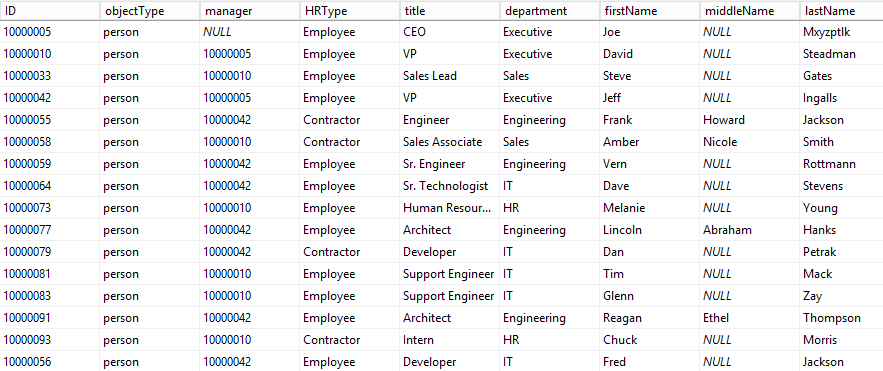 ID objectType manager HRType title department firstName middleName lastName
10000005 person NULL Employee CEO Executive Joe NULL Mxyzptlk
10000010 person 10000005 Employee VP Executive David NULL Steadman
10000033 person 10000010 Employee Sales Lead Sales Steve NULL Gates
10000042 person 10000005 Employee VP Executive Jeff NULL Ingalls
10000055 person 10000042 Contractor Engineer Engineering Frank Howard Jackson
10000058 person 10000010 Contractor Sales Associate Sales Amber Nicole Smith
10000059 person 10000042 Employee Sr. Engineer Engineering Vern NULL Rottmann
10000064 person 10000042 Employee Sr. Technologist IT Dave NULL Stevens
10000073 person 10000010 Employee Human Resour... HR Melanie NULL Young
10000077 person 10000042 Employee Architect Engineering Lincoln Abraham Hanks
10000079 person 10000042 Contractor Developer IT Dan NULL Petrak
10000081 person 10000010 Employee Support Engineer IT Tim NULL Mack
10000083 person 10000010 Employee Support Engineer IT Glenn NULL Zay
10000091 person 10000042 Employee Architect Engineering Reagan Ethel Thompson
10000093 person 10000010 Contractor Intern HR Chuck NULL Morris
10000056 person 10000042 Employee Developer IT Fred NULL Jackson